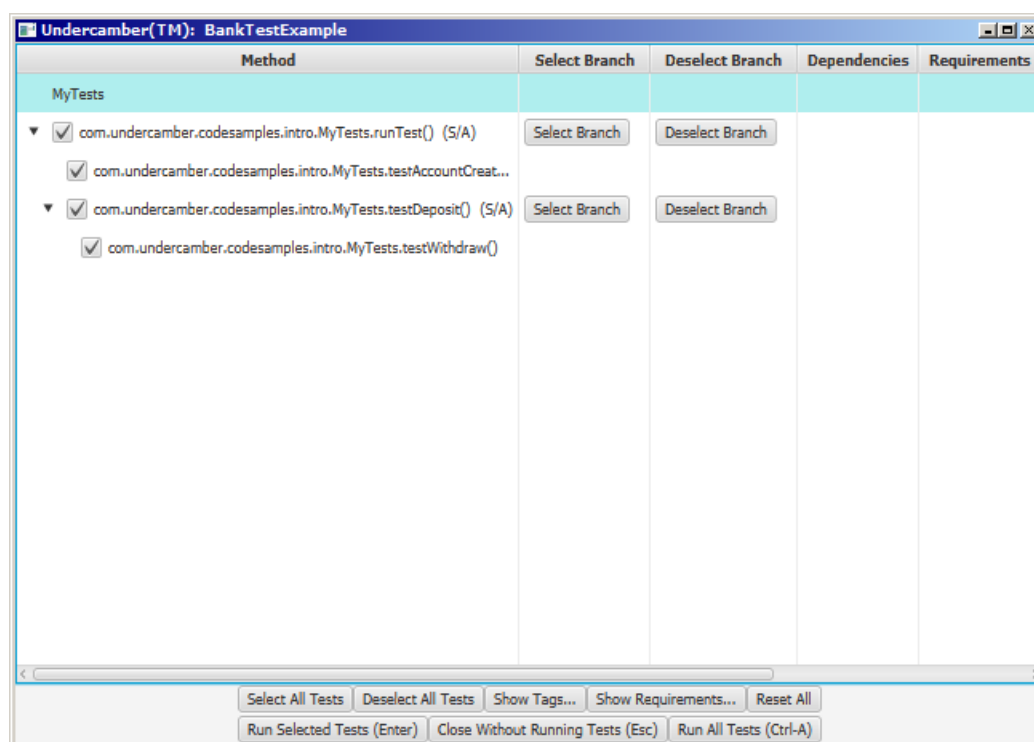 Undercamber(TM): BankTestExample
Method Select Branch Deselect Branch Dependencies Requirements
MyTests
com.undercamber.codesamples.intro.MyTests.runTest() (S/A) Select Branch Deselect Branch
com.undercamber.codesamples.intro.MyTests.testAccountCreat...
com.undercamber.codesamples.intro.MyTests.testDeposit() (S/A) Select Branch Deselect Branch
com.undercamber.codesamples.intro.MyTests.testWithdraw()
Select All Tests Deselect All Tests Show Tags... Show Requirements... Reset All
Run Selected Tests (Enter) Close Without Running Tests (Esc) Run All Tests (Ctrl-A)